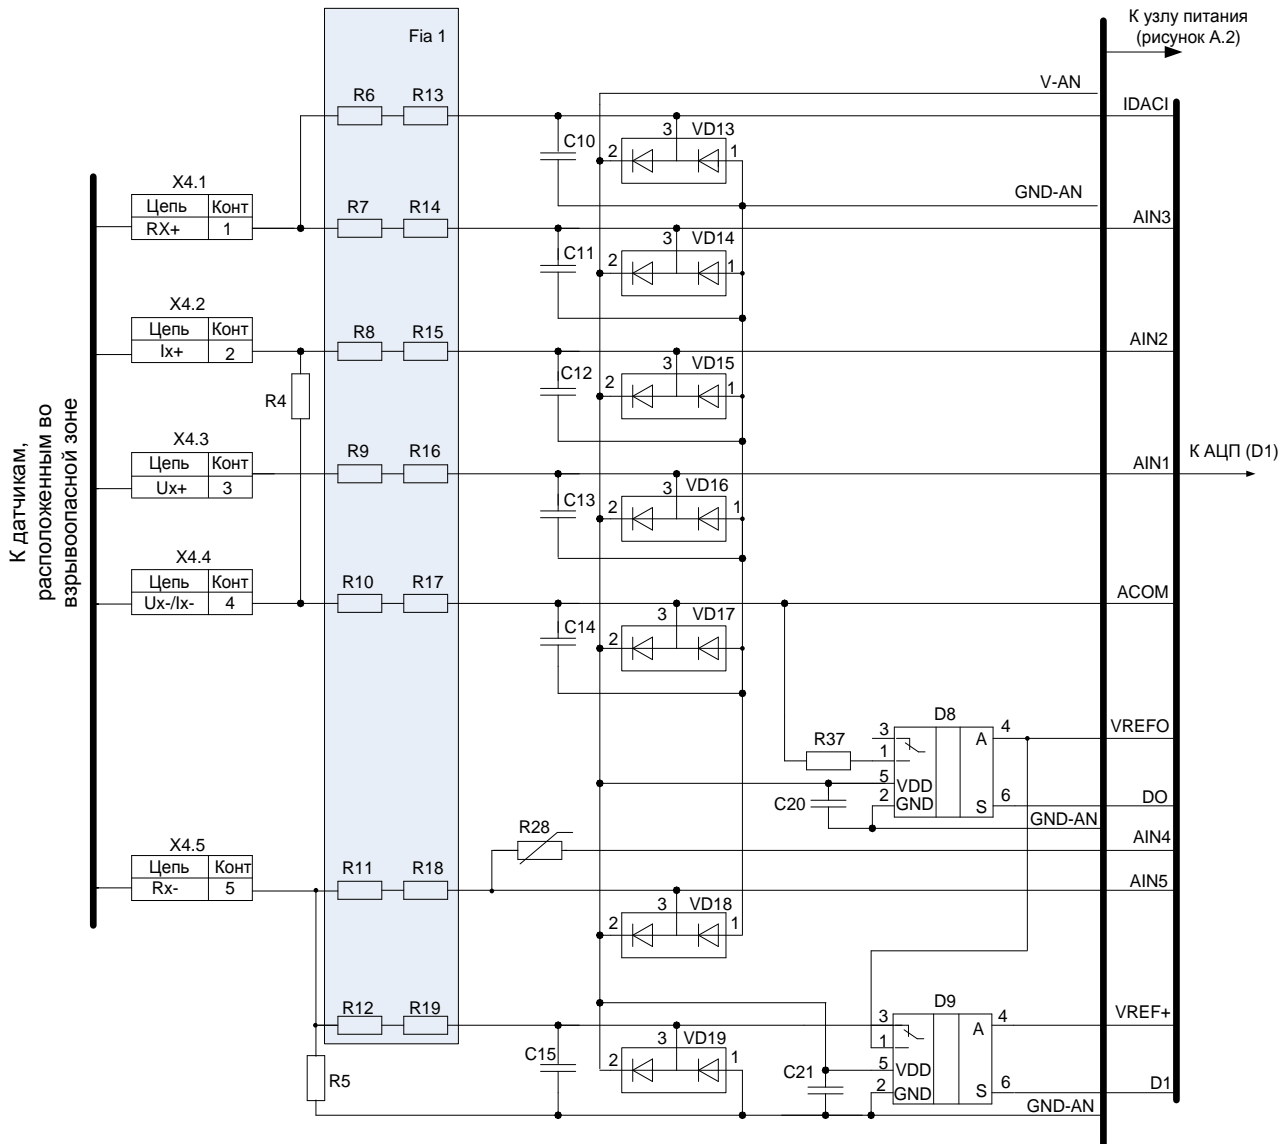 К узлу питания
(рисунок А.2)
Fia 1
V-AN
R6 R13
IDACI
C10
3 VD13
2 1
GND-AN
X4.1
Цепь Конт
RX+ 1
R7 R14
AIN3
C11
3 VD14
2 1
X4.2
Цепь Конт
Ix+ 2
R8 R15
AIN2
C12
3 VD15
2 1
R4
X4.3
Цепь Конт
Ux+ 3
R9 R16
AIN1
К АЦП (D1)
C13
3 VD16
2 1
К датчикам,
расположенным во
взрывоопасной зоне
X4.4
Цепь Конт
Ux-/Ix- 4
R10 R17
ACOM
C14
3 VD17
2 1
D8
R37
3 A 4
VREFO
1
5 VDD
2 GND S 6
DO
C20
GND-AN
R28
AIN4
X4.5
Цепь Конт
Rx- 5
R11 R18
AIN5
3 VD18
2 1
R12 R19
D9
3 A 4
VREF+
1
C15
3 VD19
2 1
C21
5 VDD
2 GND S 6
D1
R5
GND-AN